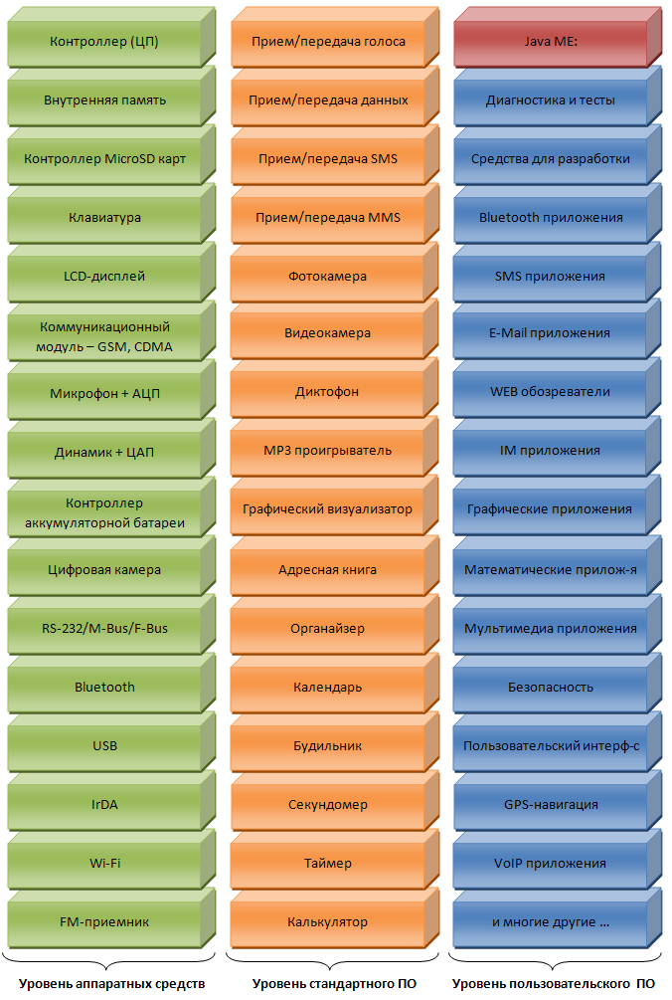 Контроллер (ЦП)
Внутренняя память
Контроллер MicroSD карт
Клавиатура
LCD-дисплей
Коммуникационный
модуль – GSM, CDMA
Микрофон + АЦП
Динамик + ЦАП
Контроллер
аккумуляторной батареи
Цифровая камера
RS-232/M-Bus/F-Bus
Bluetooth
USB
IrDA
Wi-Fi
FM-приемник
Уровень аппаратных средств
Прием/передача голоса
Прием/передача данных
Прием/передача SMS
Прием/передача MMS
Фотокамера
Видеокамера
Диктофон
MP3 проигрыватель
Графический визуализатор
Адресная книга
Органайзер
Календарь
Будильник
Секундомер
Таймер
Калькулятор
Уровень стандартного ПО
Java ME:
Диагностика и тесты
Средства для разработки
Bluetooth приложения
SMS приложения
E-Mail приложения
WEB обозреватели
IM приложения
Графические приложения
Математические прилож-я
Мультимедиа приложения
Безопасность
Пользовательский интерф-с
GPS-навигация
VoIP приложения
и многие другие ...
Уровень пользовательского ПО